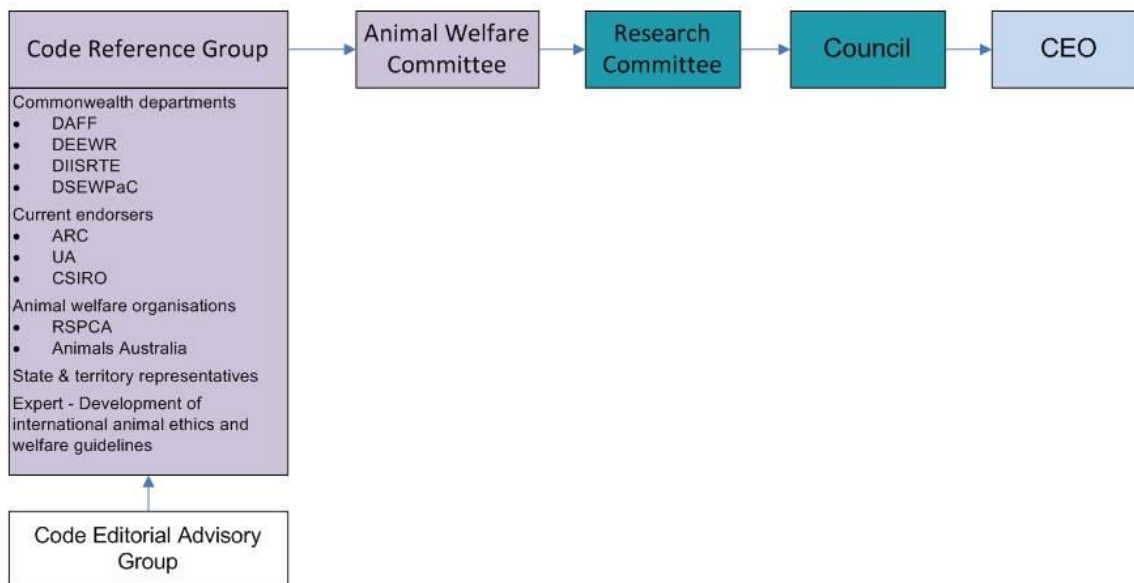 Code Reference Group
Animal Welfare
Committee
Research
Committee
Council
CEO
Commonwealth departments
• DAFF
• DEEWR
• DIISRTE
• DSEWPaC
Current endorsers
• ARC
• UA
• CSIRO
Animal welfare organisations
• RSPCA
• Animals Australia
State & territory representatives
Expert - Development of
international animal ethics and
welfare guidelines
Code Editorial Advisory
Group